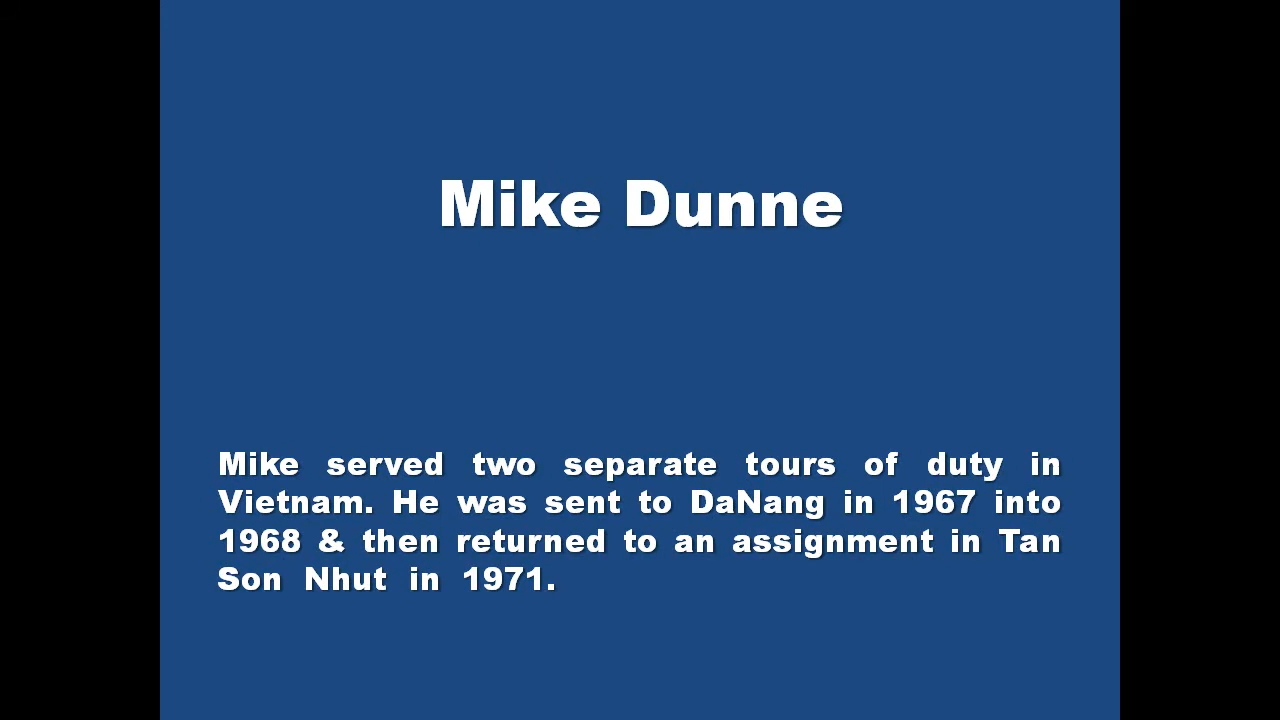 Mike Dunne
Mike served two separate tours of duty in
Vietnam. He was sent to DaNang in 1967 into
1968 & then returned to an assignment in Tan
Son Nhut in 1971.